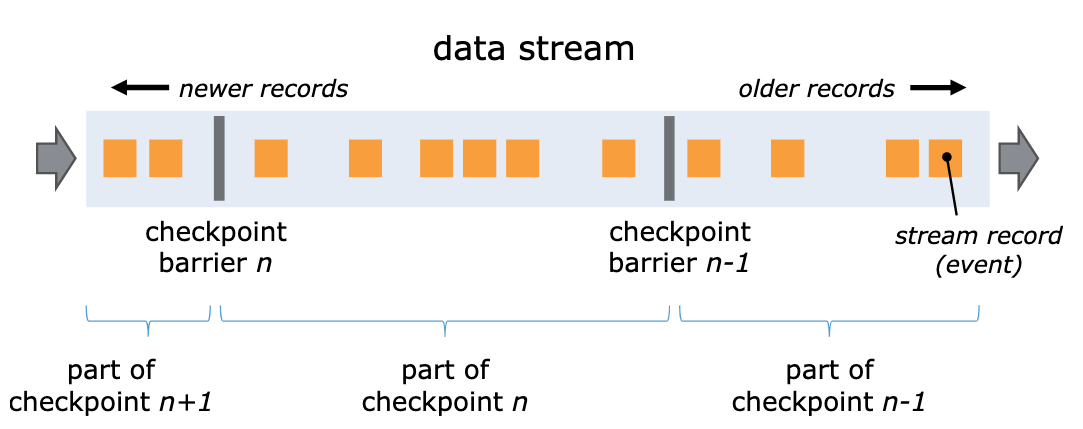 data stream
newer records
older records
checkpoint
barrier n
checkpoint
barrier n-1
stream record
(event)
part of
checkpoint n+1
part of
checkpoint n
part of
checkpoint n-1